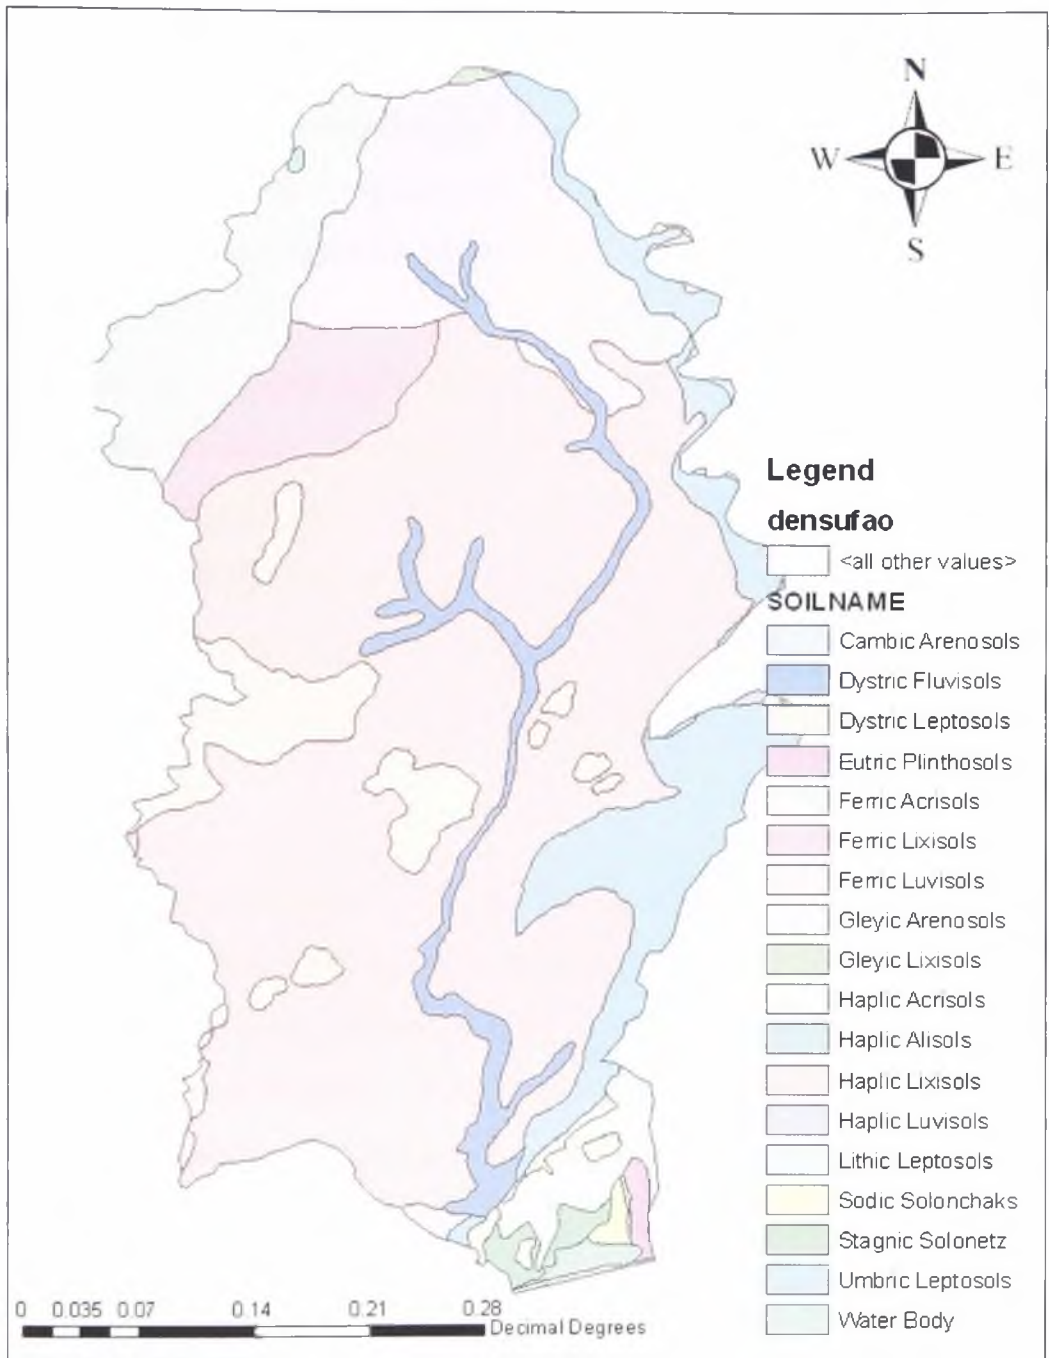 N
W E
S
Legend
densufao
<all other values>
SOILNAME
Cambic Arenosols
Dystric Fluvisols
Dystric Leptosols
Eutric Plinthosols
Ferric Acrisols
Ferric Lixisols
Ferric Luvisols
Gleyic Arenosols
Gleyic Lixisols
Haplic Acrisols
Haplic Alisols
Haplic Lixisols
Haplic Luvisols
Lithic Leptosols
Sodic Solonchaks
Stagnic Solonetz
Umbric Leptosols
Water Body
0 0.035 0.07 0.14 0.21 0.28
Decimal Degrees